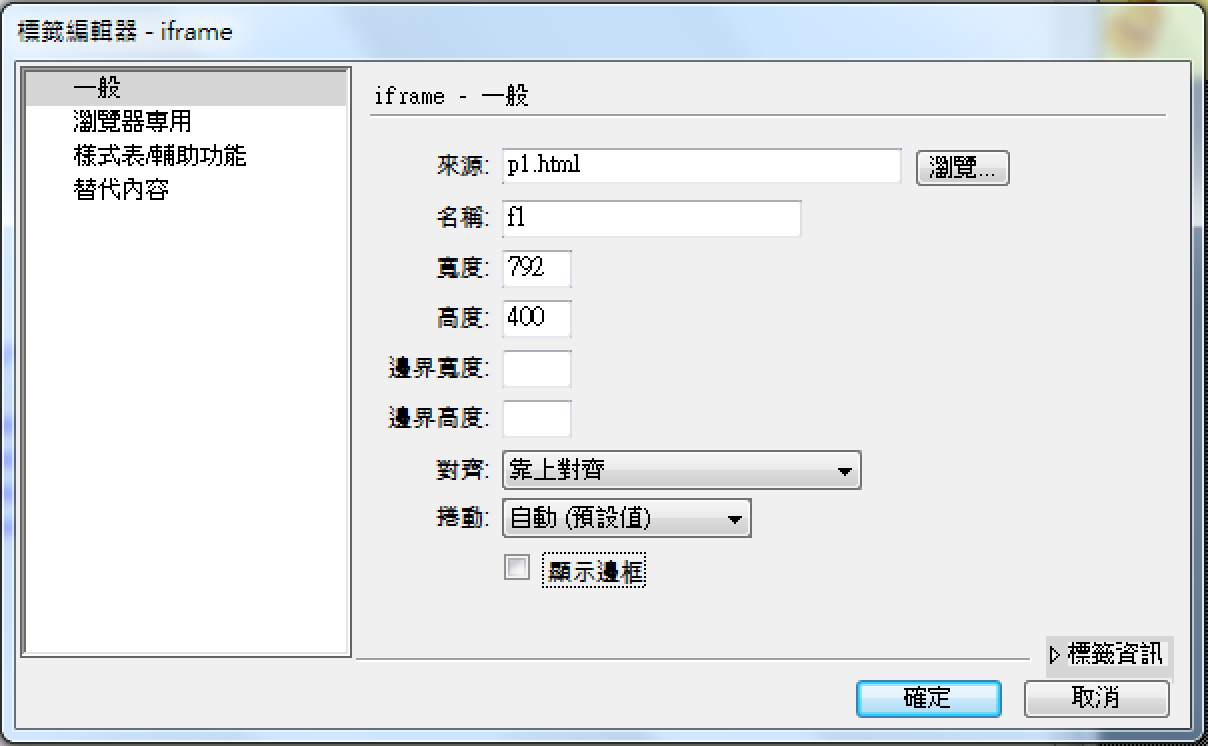 標籤編輯器 - iframe
一般
瀏覽器專用
樣式表/輔助功能
替代內容
iframe - 一般
來源: p1.html 瀏覽...
名稱: f1
寬度: 792
高度: 400
邊界寬度:
邊界高度:
對齊: 靠上對齊
捲動: 自動 (預設值)
顯示邊框
標籤資訊
確定 取消